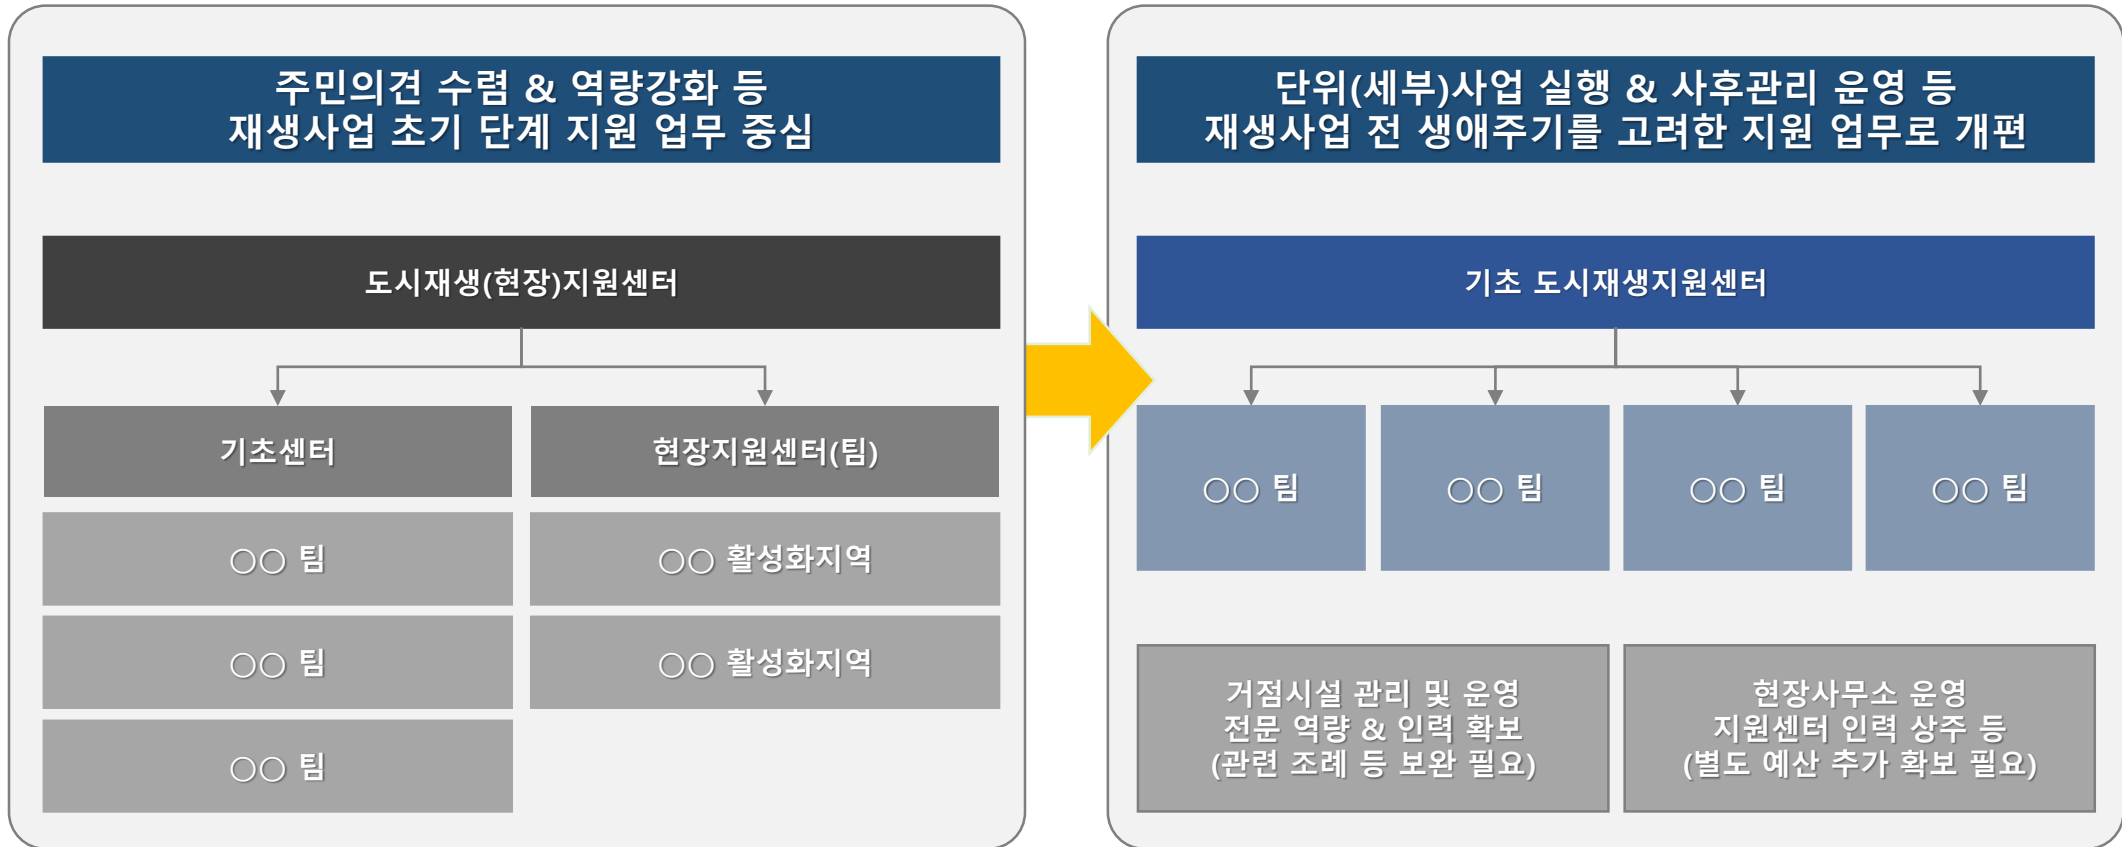 주민의견 수렴 & 역량강화 등
재생사업 초기 단계 지원 업무 중심
도시재생(현장)지원센터
기초센터
현장지원센터(팀)
○○ 팀
○○ 활성화지역
○○ 팀
○○ 활성화지역
○○ 팀
단위(세부)사업 실행 & 사후관리 운영 등
재생사업 전 생애주기를 고려한 지원 업무로 개편
기초 도시재생지원센터
○○ 팀
○○ 팀
○○ 팀
○○ 팀
거점시설 관리 및 운영
전문 역량 & 인력 확보
(관련 조례 등 보완 필요)
현장사무소 운영
지원센터 인력 상주 등
(별도 예산 추가 확보 필요)